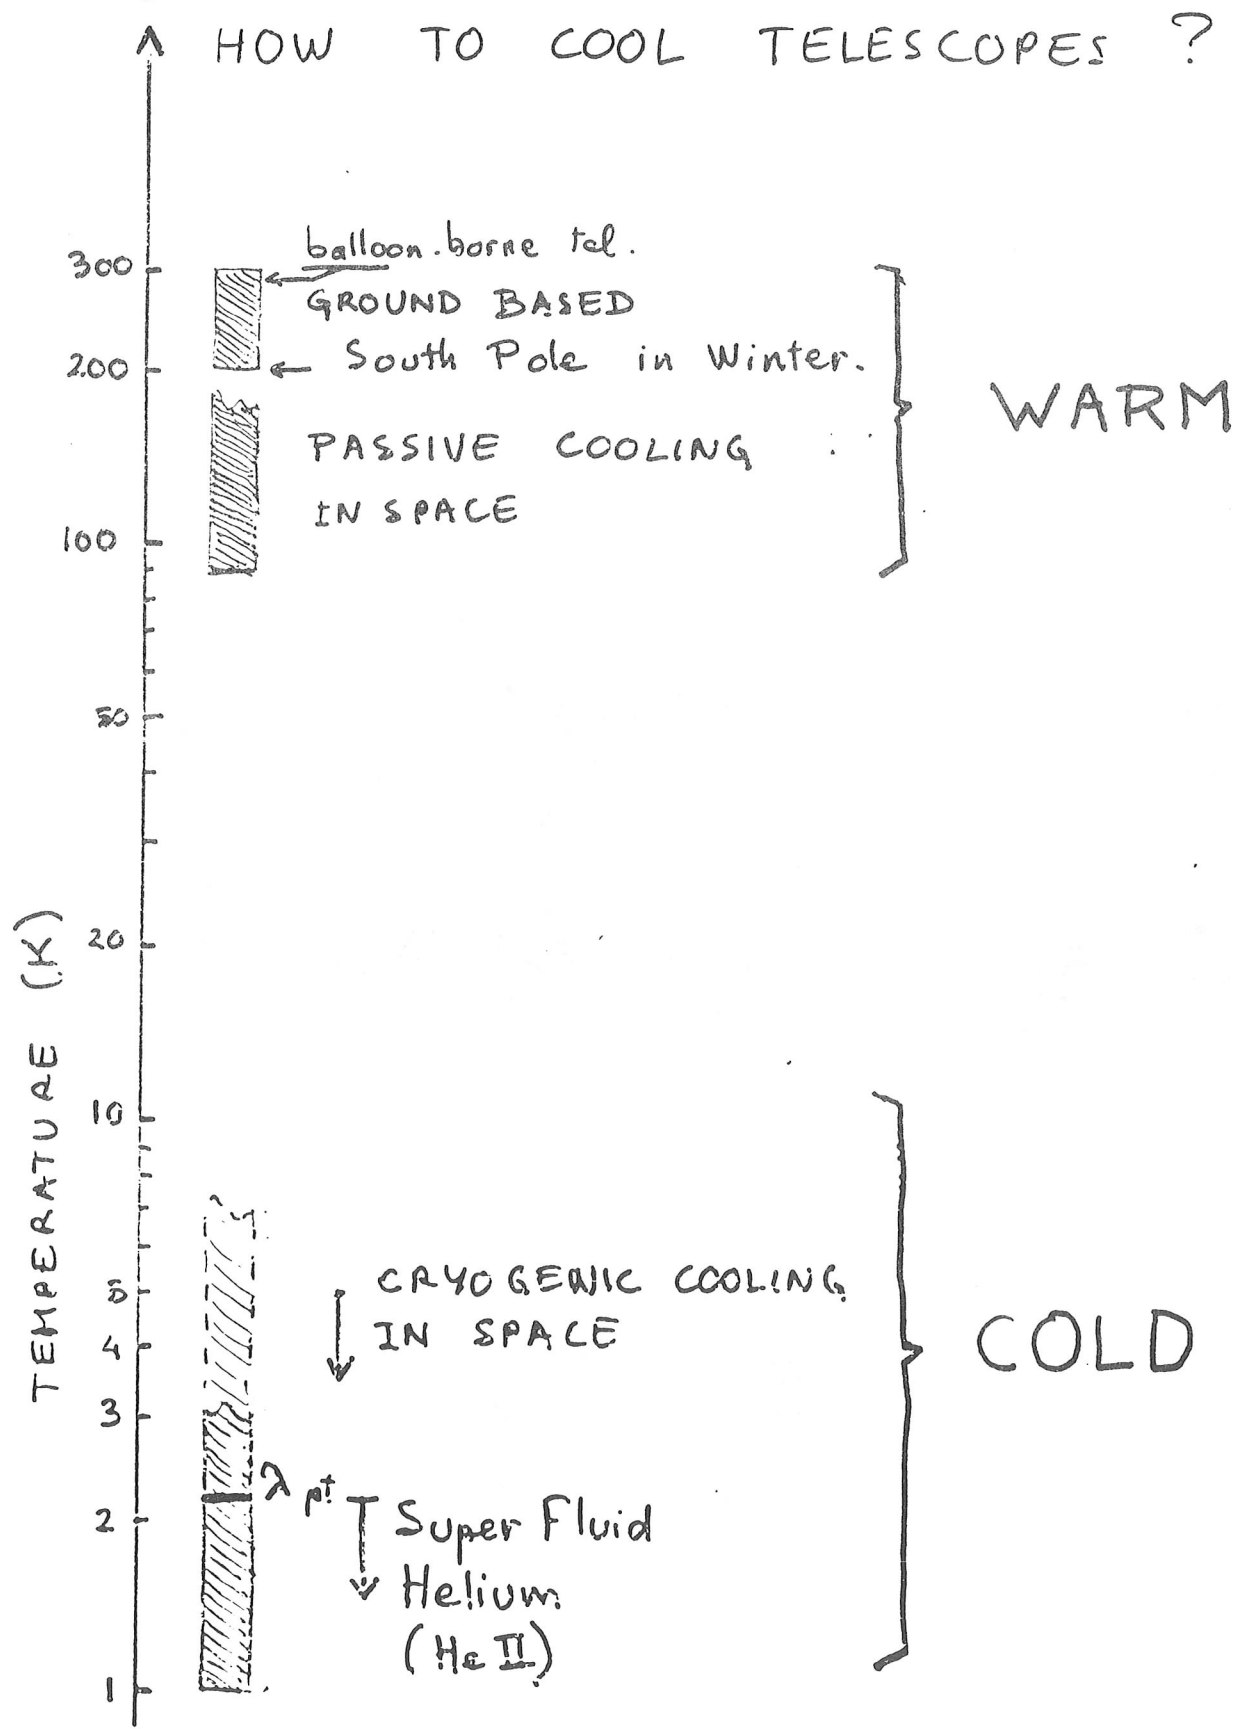 HOW TO COOL TELESCOPES ?
balloon-borne tel.
300
GROUND BASED
200
South Pole in Winter.
WARM
PASSIVE COOLING
IN SPACE
100
50
20
TEMPERATURE (K)
10
5
CRYOGENIC COOLING
IN SPACE
4
COLD
3
λ pt
2
Super Fluid
Helium
(He II)
1